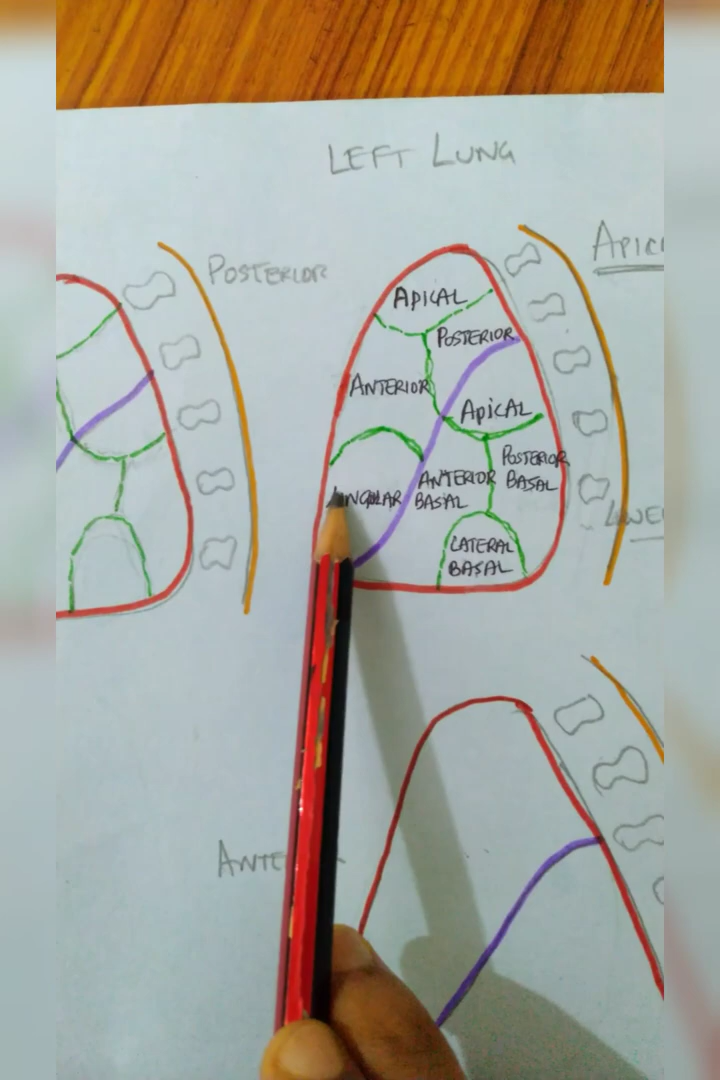 LEFT LUNG
POSTERIOR
APICAL
POSTERIOR
ANTERIOR
APICAL
POSTERIOR
BASAL
ANTERIOR
BASAL
LATERAL
BASAL